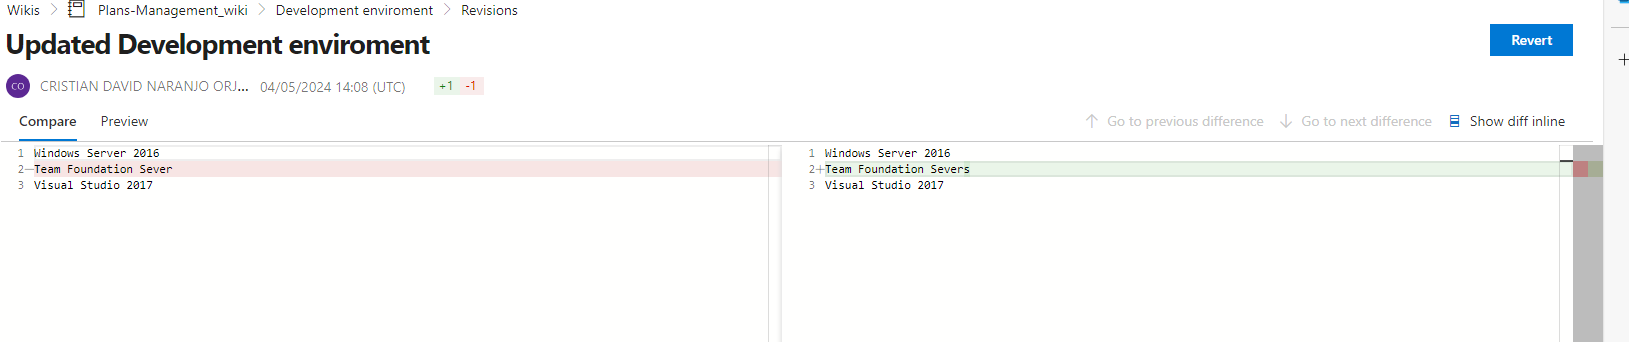 Wikis > Plans-Management_wiki > Development enviroment > Revisions
Updated Development enviroment
Revert
CO CRISTIAN DAVID NARANJO ORJ... 04/05/2024 14:08 (UTC) +1 -1
Compare Preview Go to previous difference Go to next difference Show diff inline
1 Windows Server 2016
2-Team Foundation Sever
3 Visual Studio 2017
1 Windows Server 2016
2+Team Foundation Severs
3 Visual Studio 2017